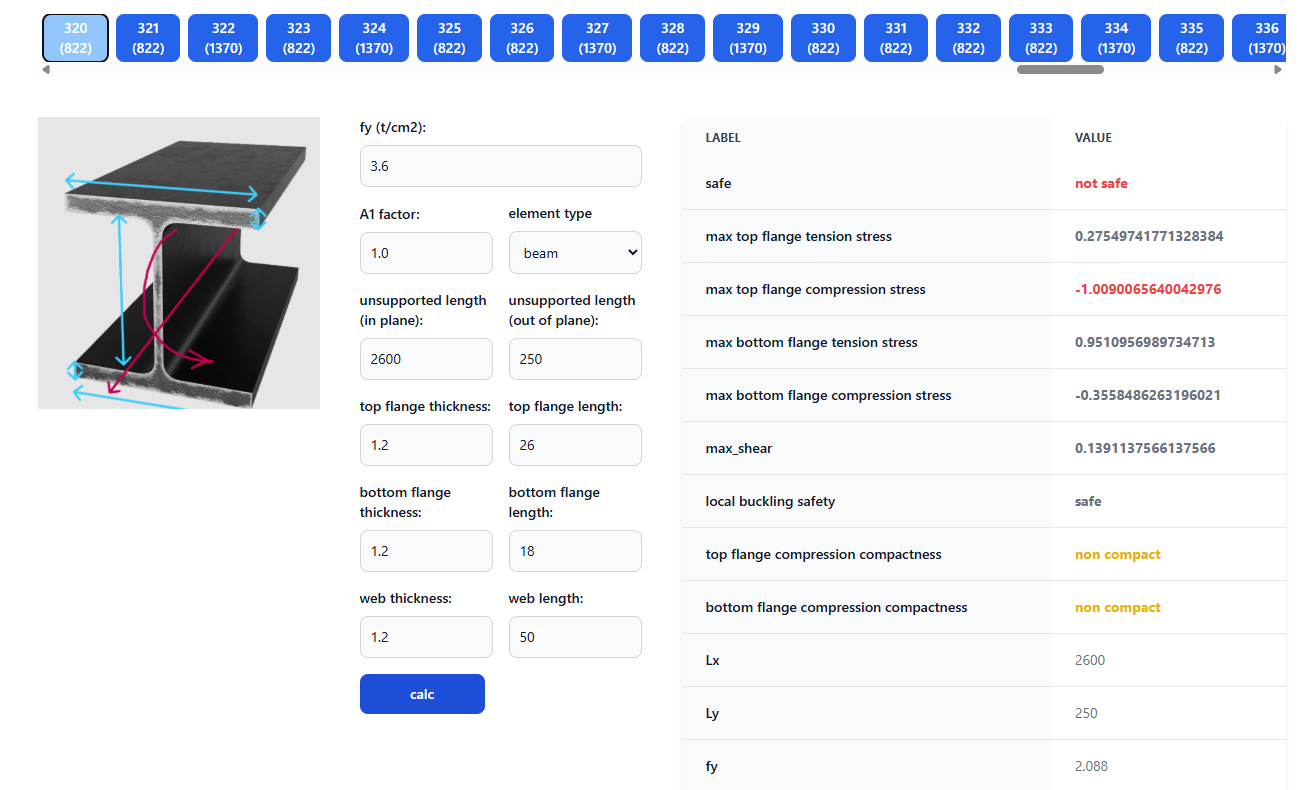 320 321 322 323 324 325 326 327 328 329 330 331 332 333 334 335 336
(822) (822) (1370) (822) (1370) (822) (822) (1370) (822) (1370) (822) (822) (822) (822) (1370) (822) (1370)
fy (t/cm2):
3.6
A1 factor: element type
1.0 beam
unsupported length unsupported length
(in plane): (out of plane):
2600 250
top flange thickness: top flange length:
1.2 26
bottom flange bottom flange
thickness: length:
1.2 18
web thickness: web length:
1.2 50
calc
LABEL VALUE
safe not safe
max top flange tension stress 0.27549741771328384
max top flange compression stress -1.0090065640042976
max bottom flange tension stress 0.9510956989734713
max bottom flange compression stress -0.3558486263196021
max_shear 0.1391137566137566
local buckling safety safe
top flange compression compactness non compact
bottom flange compression compactness non compact
Lx 2600
Ly 250
fy 2.088